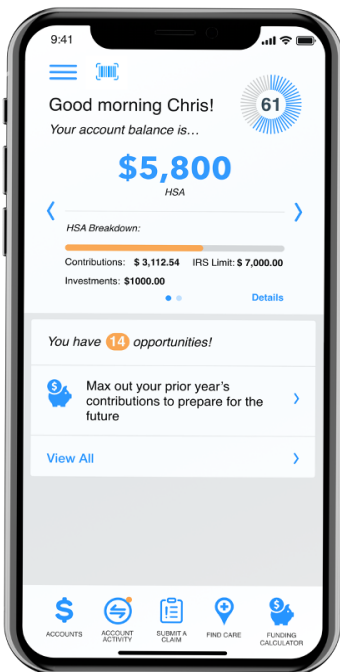 9:41
Good morning Chris!
61
Your account balance is...
$5,800
HSA
HSA Breakdown:
Contributions: $ 3,112.54 IRS Limit: $ 7,000.00
Investments: $1000.00
Details
You have 14 opportunities!
$
Max out your prior year's
contributions to prepare for the
future
View All
$
$
ACCOUNTS
ACCOUNT
ACTIVITY
SUBMIT A
CLAIM
FIND CARE
FUNDING
CALCULATOR